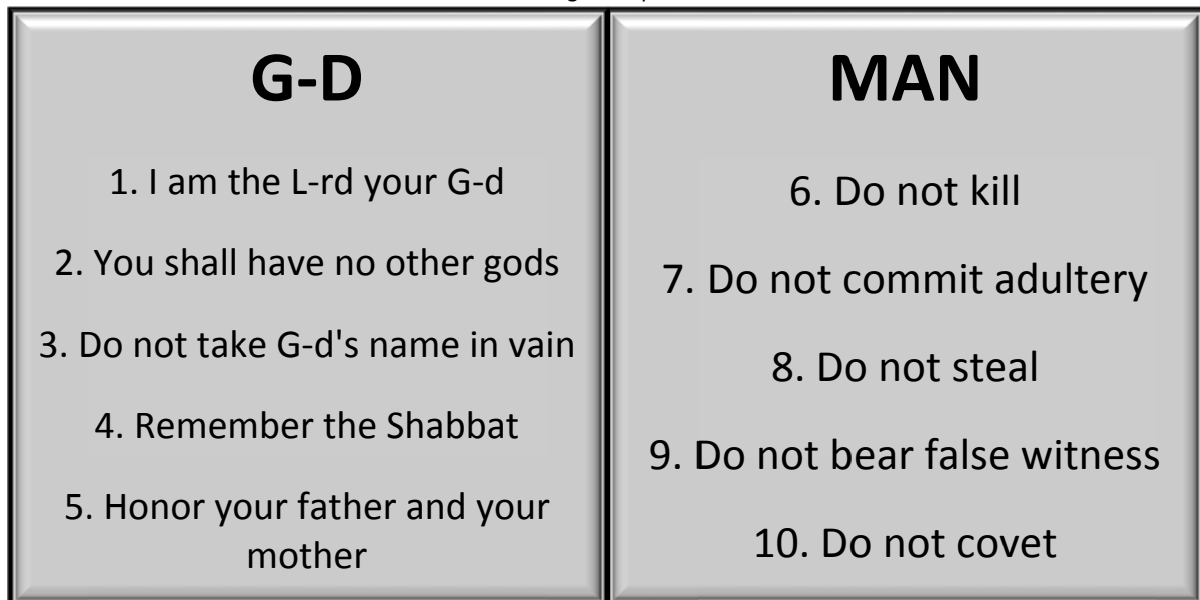 G-D
1. I am the L-rd your G-d
2. You shall have no other gods
3. Do not take G-d's name in vain
4. Remember the Shabbat
5. Honor your father and your
mother
MAN
6. Do not kill
7. Do not commit adultery
8. Do not steal
9. Do not bear false witness
10. Do not covet